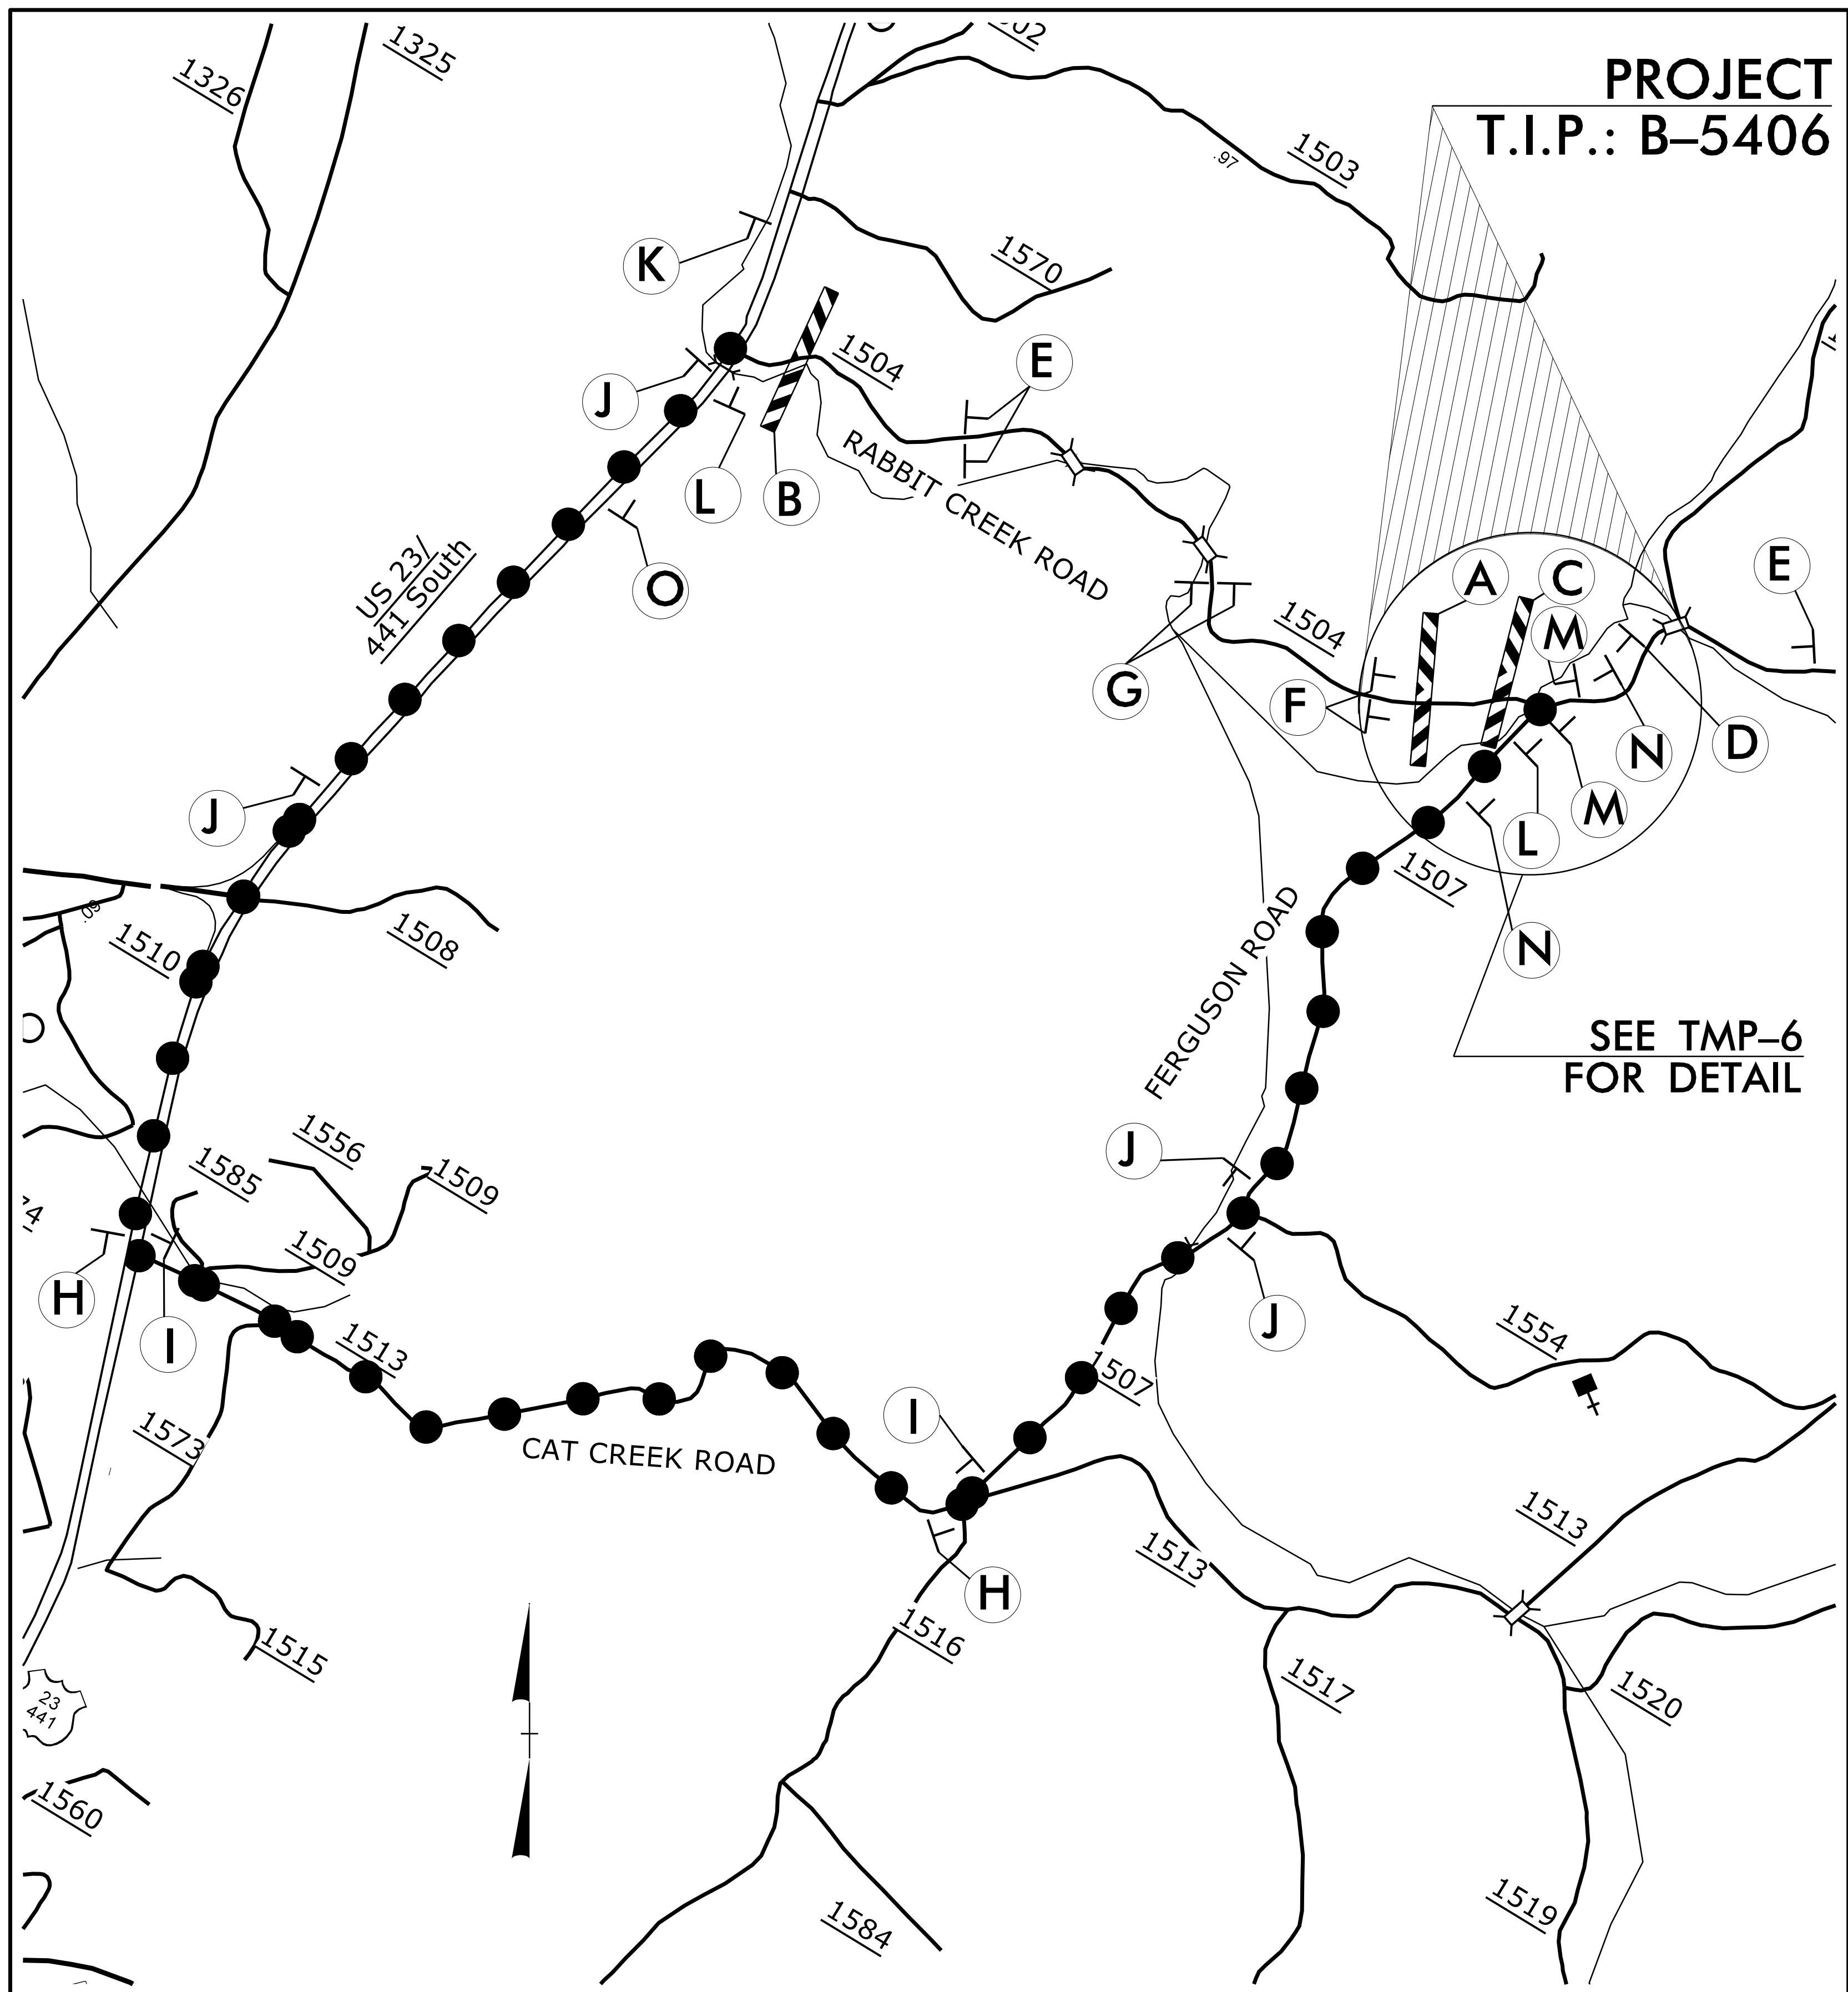 1325
1326
PROJECT
T.I.P.: B–5406
1503
.97
K
1570
1504
E
J
RABBIT CREEK ROAD
L
B
US 23/
441 South
O
A
C
E
M
1504
G
F
N
D
J
M
L
1507
.09
1510
1508
N
FERGUSON ROAD
SEE TMP–6
FOR DETAIL
1556
J
1585
1509
1509
H
I
J
1554
1513
1507
1573
I
CAT CREEK ROAD
1513
1513
H
1516
1515
1517
1520
23
441
1560
1584
1519